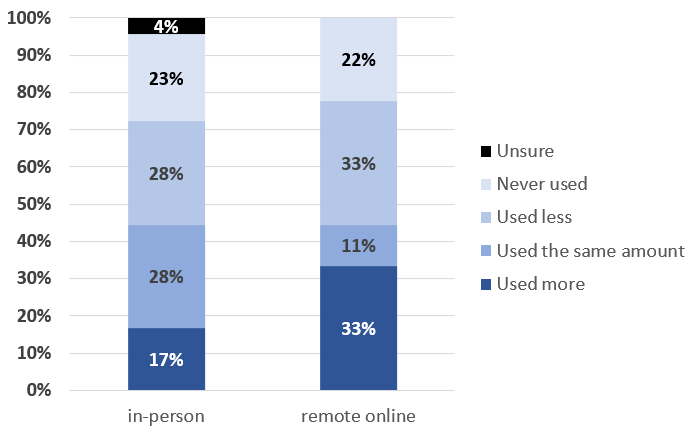 100%
90%
80%
70%
60%
50%
40%
30%
20%
10%
0%
4%
23%
28%
28%
17%
22%
33%
11%
33%
in-person
remote online
Unsure
Never used
Used less
Used the same amount
Used more